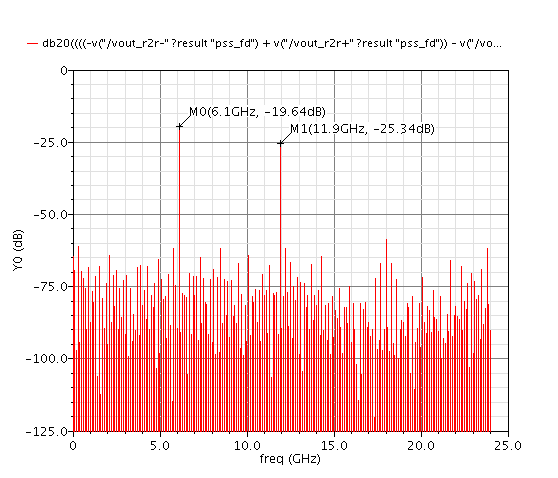 — db20((((-v("/vout_r2r-" ?result "pss_fd") + v("/vout_r2r+" ?result "pss_fd")) - v("/vo...
0
M0(6.1GHz, -19.64dB)
M1(11.9GHz, -25.34dB)
-25.0
-50.0
Y0 (dB)
-75.0
-100.0
-125.0
0 5.0 10.0 15.0 20.0 25.0
freq (GHz)